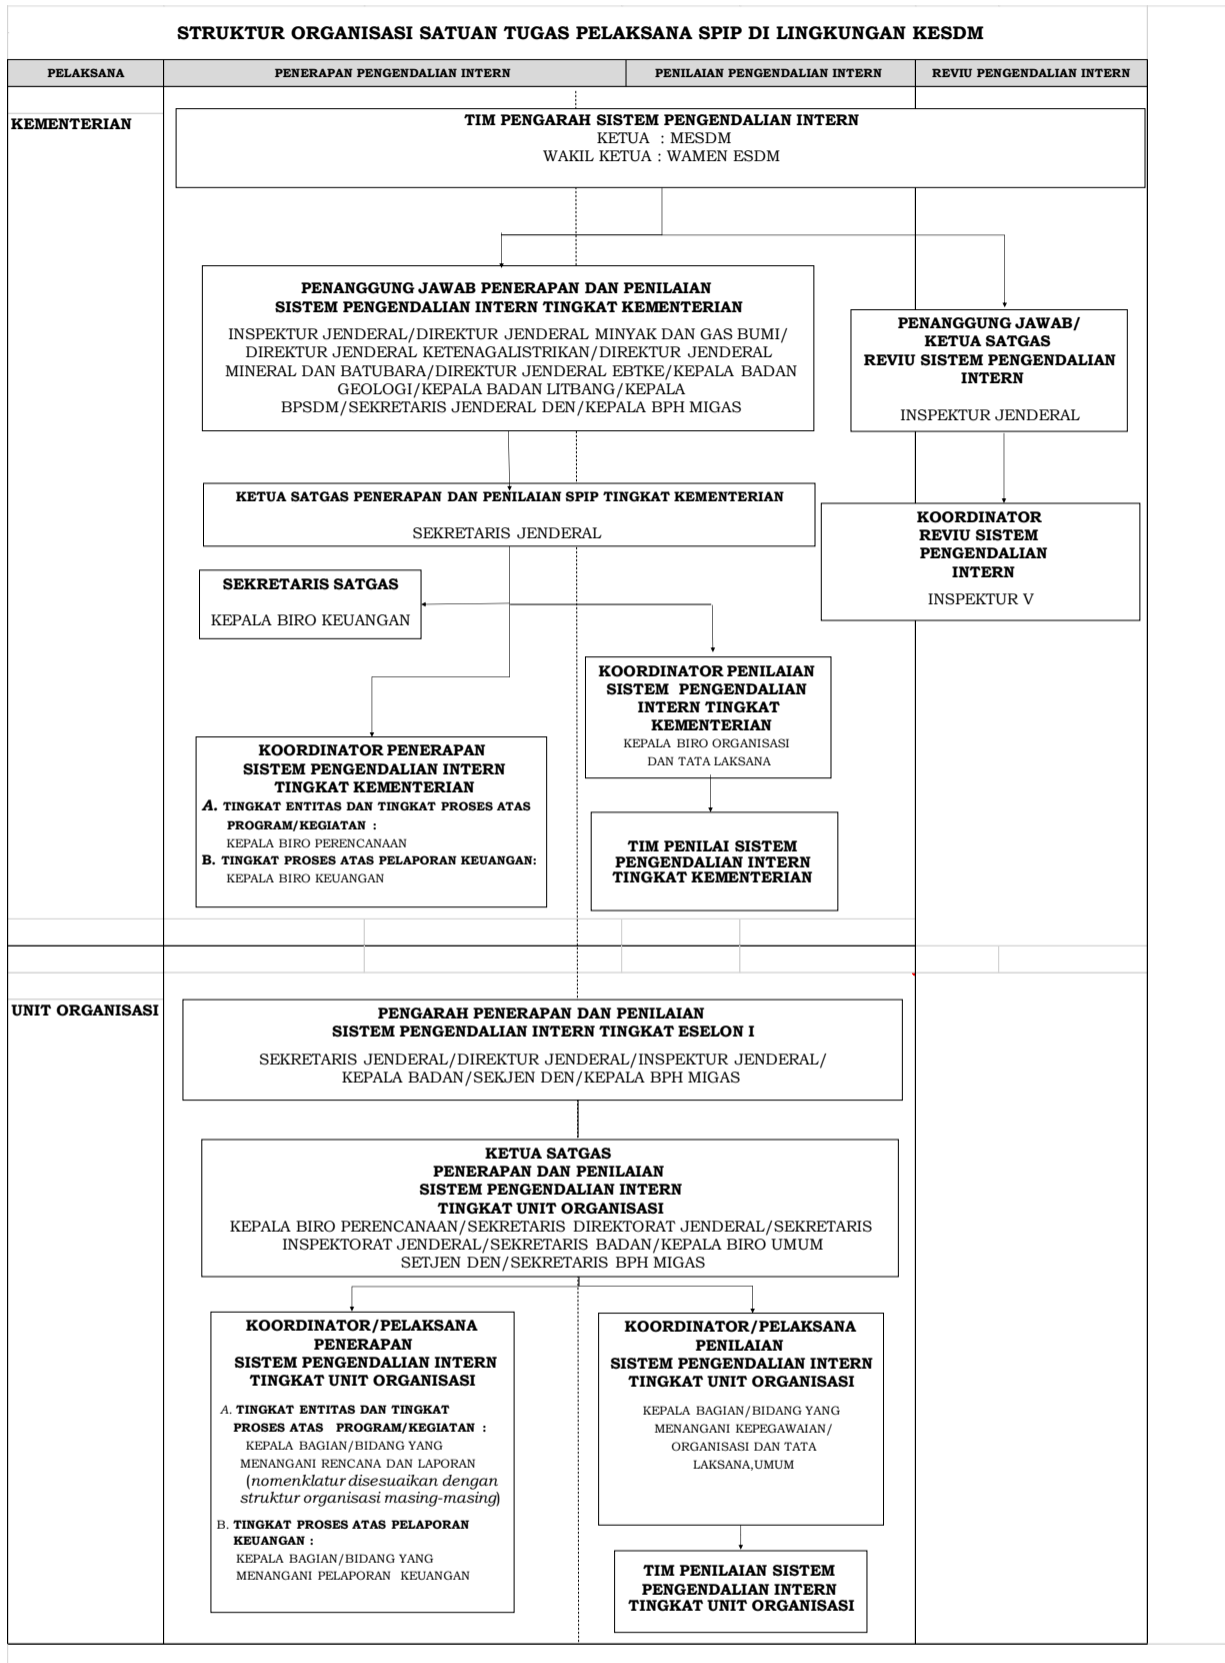 STRUKTUR ORGANISASI SATUAN TUGAS PELAKSANA SPIP DI LINGKUNGAN KESDM
PELAKSANA
PENERAPAN PENGENDALIAN INTERN
PENILAIAN PENGENDALIAN INTERN
REVIU PENGENDALIAN INTERN
KEMENTERIAN
TIM PENGARAH SISTEM PENGENDALIAN INTERN
KETUA : MESDM
WAKIL KETUA : WAMEN ESDM
PENANGGUNG JAWAB PENERAPAN DAN PENILAIAN
SISTEM PENGENDALIAN INTERN TINGKAT KEMENTERIAN
INSPEKTUR JENDERAL/DIREKTUR JENDERAL MINYAK DAN GAS BUMI/
DIREKTUR JENDERAL KETENAGALISTRIKAN/DIREKTUR JENDERAL
MINERAL DAN BATUBARA/DIREKTUR JENDERAL EBTKE/KEPALA BADAN
GEOLOGI/KEPALA BADAN LITBANG/KEPALA
BPSDM/SEKRETARIS JENDERAL DEN/KEPALA BPH MIGAS
PENANGGUNG JAWAB/
KETUA SATGAS
REVIU SISTEM PENGENDALIAN
INTERN
INSPEKTUR JENDERAL
KETUA SATGAS PENERAPAN DAN PENILAIAN SPIP TINGKAT KEMENTERIAN
SEKRETARIS JENDERAL
KOORDINATOR
REVIU SISTEM
PENGENDALIAN
INTERN
INSPEKTUR V
SEKRETARIS SATGAS
KEPALA BIRO KEUANGAN
KOORDINATOR PENILAIAN
SISTEM PENGENDALIAN
INTERN TINGKAT
KEMENTERIAN
KEPALA BIRO ORGANISASI
DAN TATA LAKSANA
KOORDINATOR PENERAPAN
SISTEM PENGENDALIAN INTERN
TINGKAT KEMENTERIAN
A. TINGKAT ENTITAS DAN TINGKAT PROSES ATAS
PROGRAM/KEGIATAN :
KEPALA BIRO PERENCANAAN
B. TINGKAT PROSES ATAS PELAPORAN KEUANGAN:
KEPALA BIRO KEUANGAN
TIM PENILAI SISTEM
PENGENDALIAN INTERN
TINGKAT KEMENTERIAN
UNIT ORGANISASI
PENGARAH PENERAPAN DAN PENILAIAN
SISTEM PENGENDALIAN INTERN TINGKAT ESELON I
SEKRETARIS JENDERAL/DIREKTUR JENDERAL/INSPEKTUR JENDERAL/
KEPALA BADAN/SEKJEN DEN/KEPALA BPH MIGAS
KETUA SATGAS
PENERAPAN DAN PENILAIAN
SISTEM PENGENDALIAN INTERN
TINGKAT UNIT ORGANISASI
KEPALA BIRO PERENCANAAN/SEKRETARIS DIREKTORAT JENDERAL/SEKRETARIS
INSPEKTORAT JENDERAL/SEKRETARIS BADAN/KEPALA BIRO UMUM
SETJEN DEN/SEKRETARIS BPH MIGAS
KOORDINATOR/PELAKSANA
PENERAPAN
SISTEM PENGENDALIAN INTERN
TINGKAT UNIT ORGANISASI
A. TINGKAT ENTITAS DAN TINGKAT
PROSES ATAS PROGRAM/KEGIATAN :
KEPALA BAGIAN/BIDANG YANG
MENANGANI RENCANA DAN LAPORAN
(nomenklatur disesuaikan dengan
struktur organisasi masing-masing)
B. TINGKAT PROSES ATAS PELAPORAN
KEUANGAN :
KEPALA BAGIAN/BIDANG YANG
MENANGANI PELAPORAN KEUANGAN
KOORDINATOR/PELAKSANA
PENILAIAN
SISTEM PENGENDALIAN INTERN
TINGKAT UNIT ORGANISASI
KEPALA BAGIAN/BIDANG YANG
MENANGANI KEPEGAWAIAN/
ORGANISASI DAN TATA
LAKSANA,UMUM
TIM PENILAIAN SISTEM
PENGENDALIAN INTERN
TINGKAT UNIT ORGANISASI